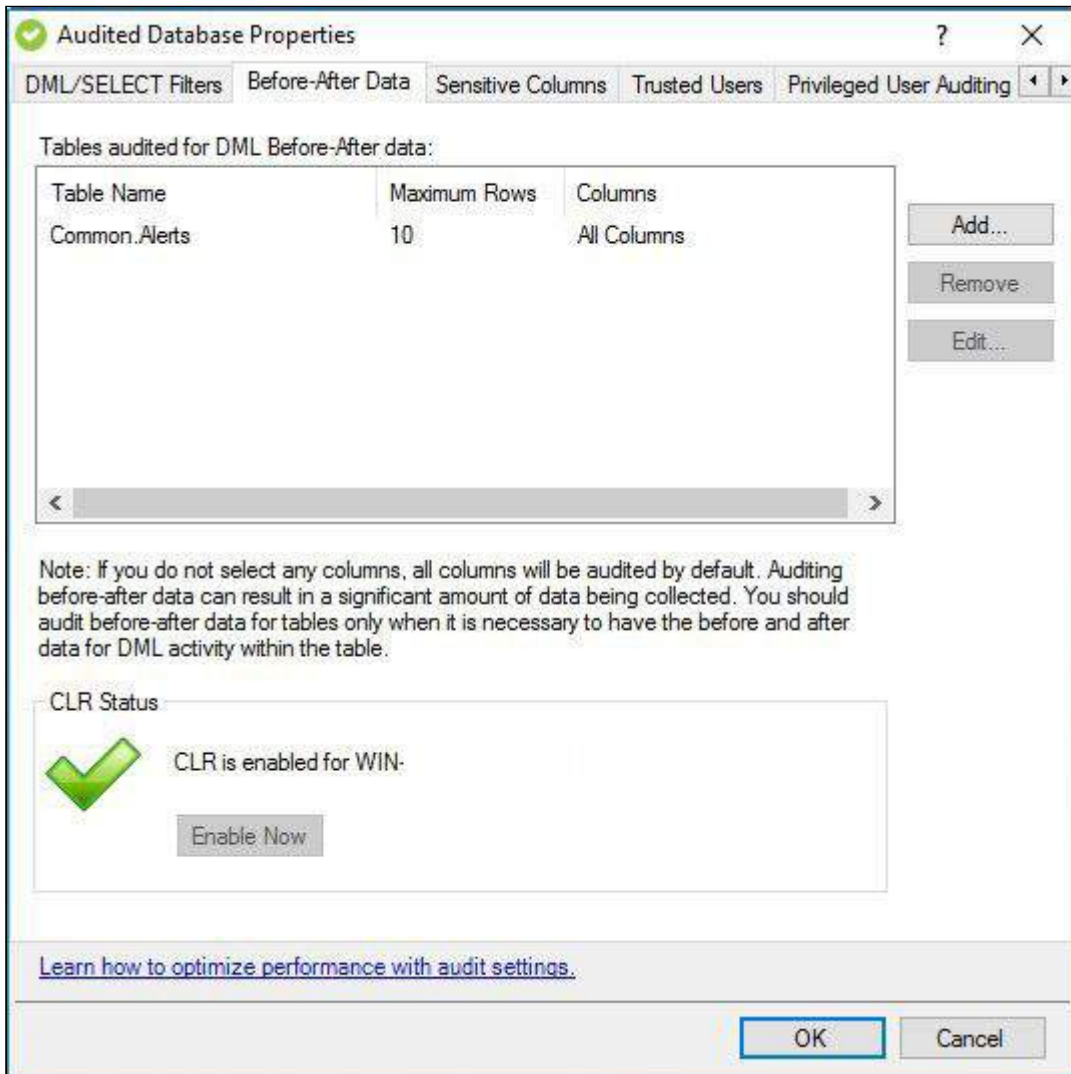 Audited Database Properties
?
DML/SELECT Filters Before-After Data Sensitive Columns Trusted Users Privileged User Auditing
Tables audited for DML Before-After data:
Table Name Maximum Rows Columns
Common.Alerts 10 All Columns
Add...
Remove
Edit...
Note: If you do not select any columns, all columns will be audited by default. Auditing
before-after data can result in a significant amount of data being collected. You should
audit before-after data for tables only when it is necessary to have the before and after
data for DML activity within the table.
CLR Status
CLR is enabled for WIN-
Enable Now
Learn how to optimize performance with audit settings.
OK Cancel